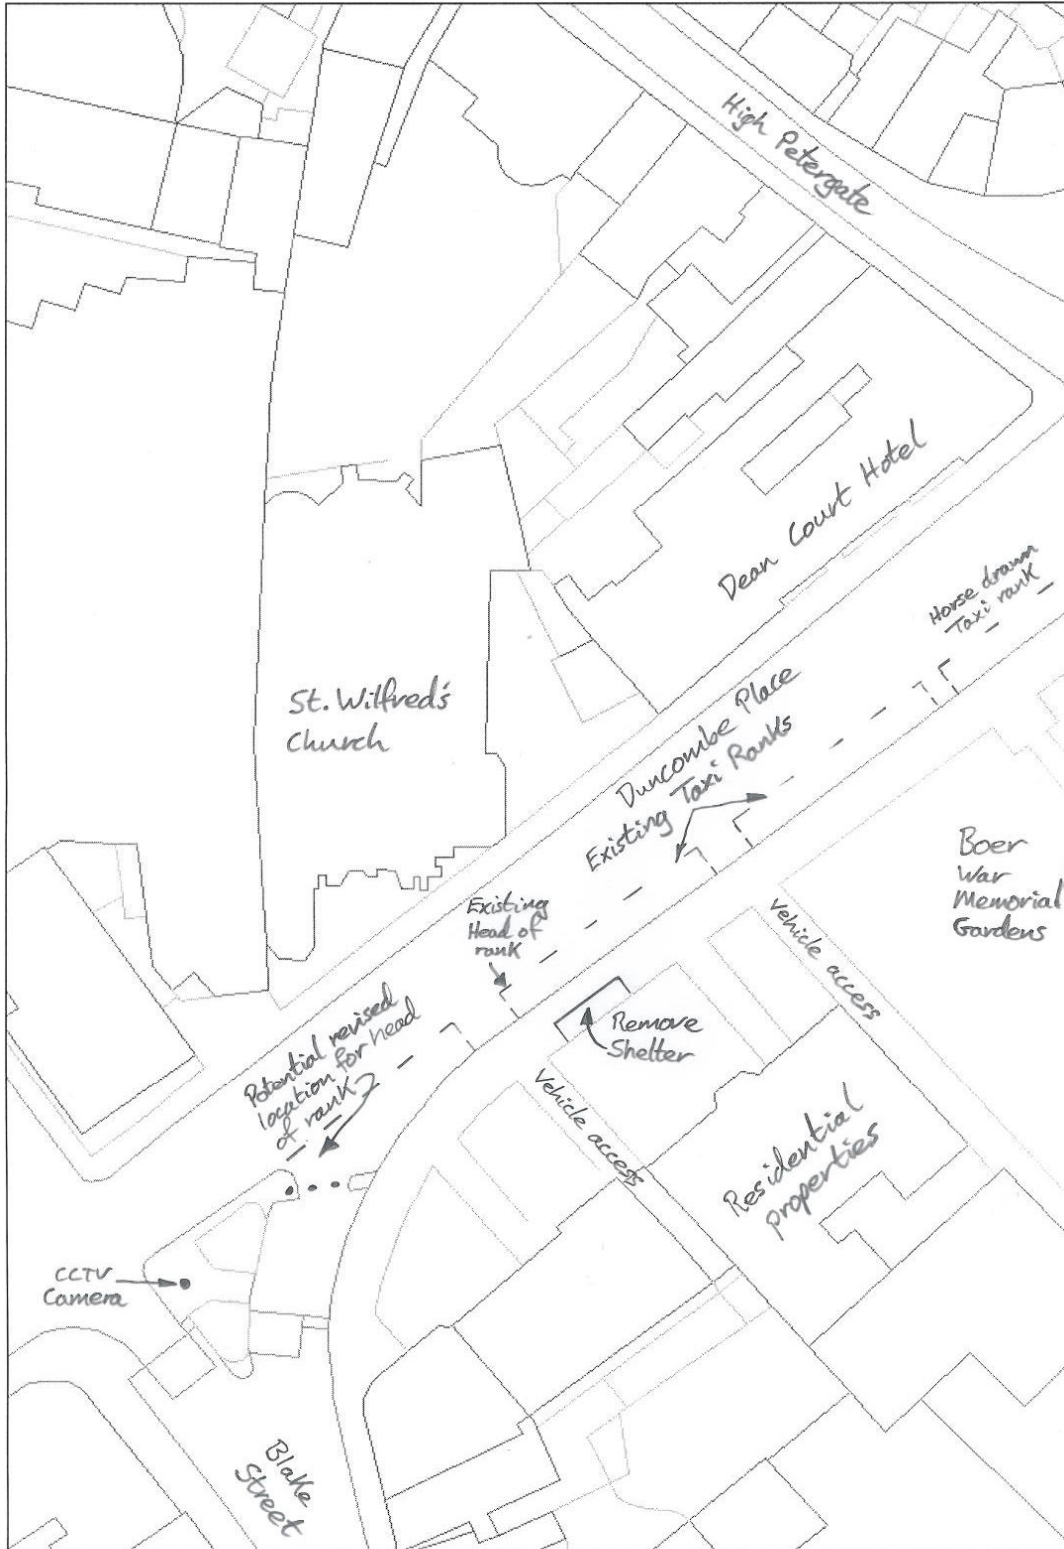 High Petergate
Dean Court Hotel
Horse drawn
Taxi rank
St. Wilfred's
Church
Duncombe Place
Existing Taxi Ranks
Boer
War
Memorial
Gardens
Existing
Head of
rank
Vehicle access
Remove
Shelter
Potential revised
location for head
of rank
Vehicle access
Residential
properties
CCTV
Camera
Blake
Street